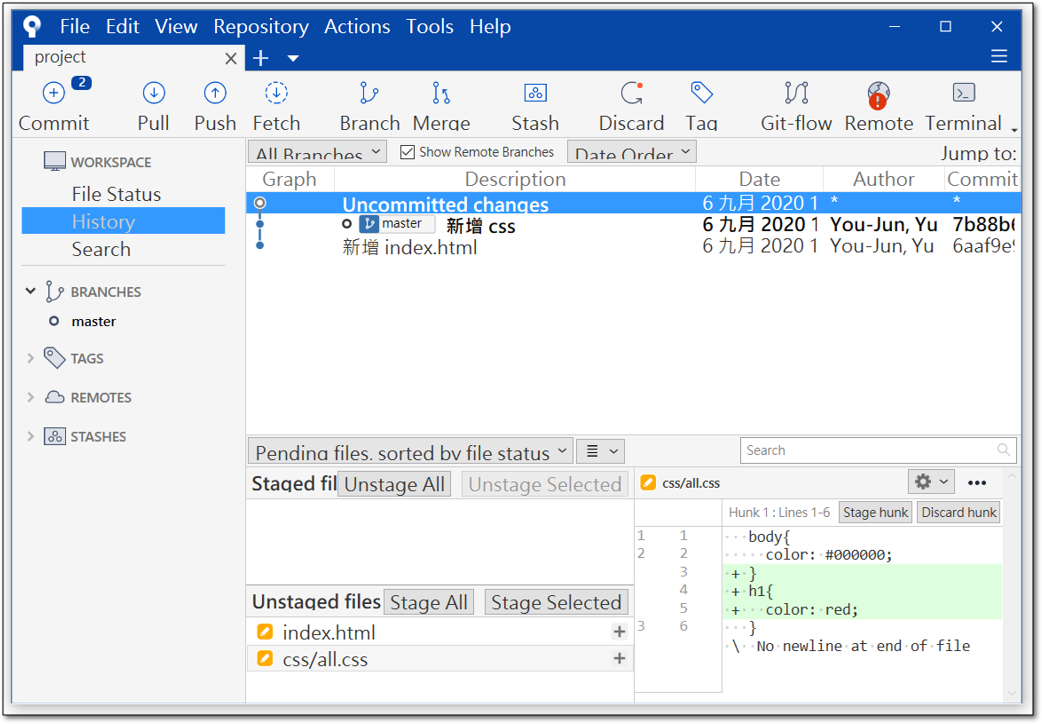 File Edit View Repository Actions Tools Help
project
2
Commit Pull Push Fetch Branch Merge Stash Discard Tag Git-flow Remote Terminal
WORKSPACE
File Status
History
Search
BRANCHES
master
TAGS
REMOTES
STASHES
All Branches Show Remote Branches Date Order Jump to:
Graph Description Date Author Commit
Uncommitted changes 6 九月 2020 1 * *
master 新增 css 6 九月 2020 1 You-Jun, Yu 7b88b6
新增 index.html 6 九月 2020 1 You-Jun, Yu 6aaf9e9
Pending files, sorted by file status Search
Staged fil Unstage All Unstage Selected
Unstaged files Stage All Stage Selected
index.html
css/all.css
css/all.css
Hunk 1 : Lines 1-6 Stage hunk Discard hunk
1 1 body{
2 2 color: #000000;
3 + }
4 + h1{
5 + color: red;
3 6 }
\ No newline at end of file